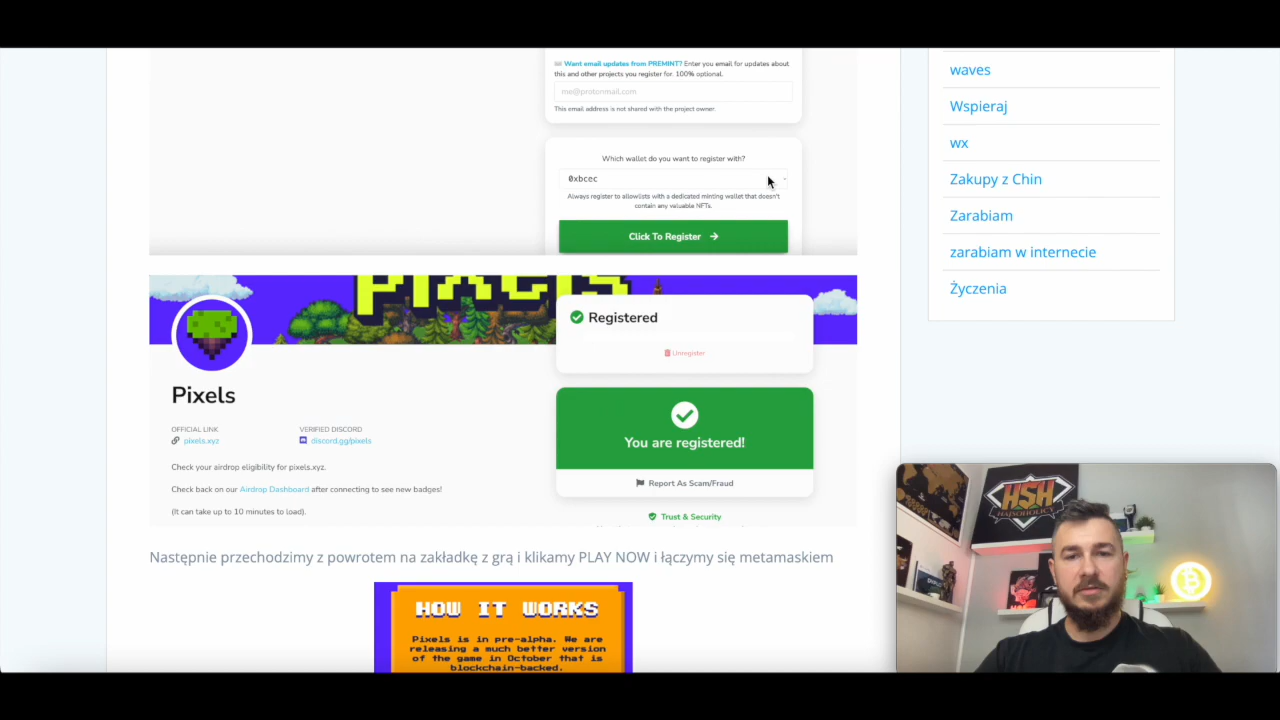 Want email updates from PREMINT? Enter you email for updates about
this and other projects you register for. 100% optional.
me@protonmail.com
This email address is not shared with the project owner.
Which wallet do you want to register with?
0xbcec
Always register to allowlists with a dedicated minting wallet that doesn't
contain any valuable NFTs.
Click To Register →
pixels
Registered
Unregister
Pixels
OFFICIAL LINK
pixels.xyz
VERIFIED DISCORD
discord.gg/pixels
Check your airdrop eligibility for pixels.xyz.
Check back on our Airdrop Dashboard after connecting to see new badges!
(It can take up to 10 minutes to load).
You are registered!
Report As Scam/Fraud
Trust & Security
Następnie przechodzimy z powrotem na zakładkę z grą i klikamy PLAY NOW i łączymy się metamaskiem
HOW IT WORKS
Pixels is in pre-alpha. We are
releasing a much better version
of the game in October that is
blockchain-backed.
waves
Wspieraj
wx
Zakupy z Chin
Zarabiam
zarabiam w internecie
Życzenia
HSH
HAJSOHOLICY